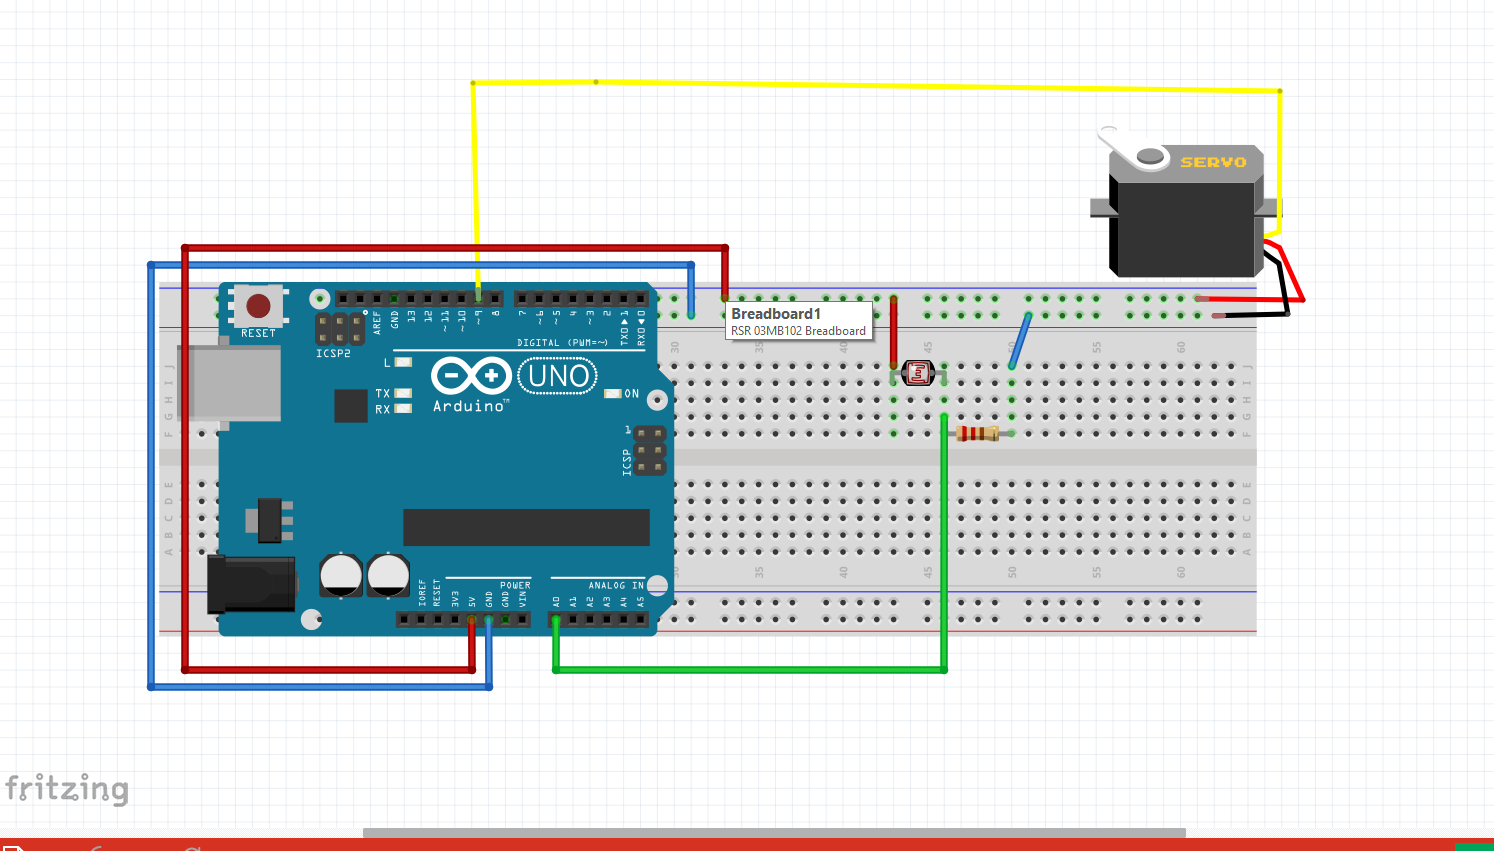 SERVO
RESET
ICSP2
AREF
GND
13
12
~11
~10
~9
8
7
~6
~5
4
~3
2
TXO▶1
RXO◀0
DIGITAL (PWM=~)
L
TX
RX
UNO
Arduino™
ON
1
ICSP
Breadboard1
RSR 03MB102 Breadboard
30
35
40
45
50
60
J
I
H
G
F
J
I
H
G
F
E
D
C
B
A
E
D
C
B
A
30
35
40
45
50
55
60
POWER
ANALOG IN
IOREF
RESET
3V3
5V
GND
GND
VIN
A0
A1
A2
A3
A4
A5
fritzing